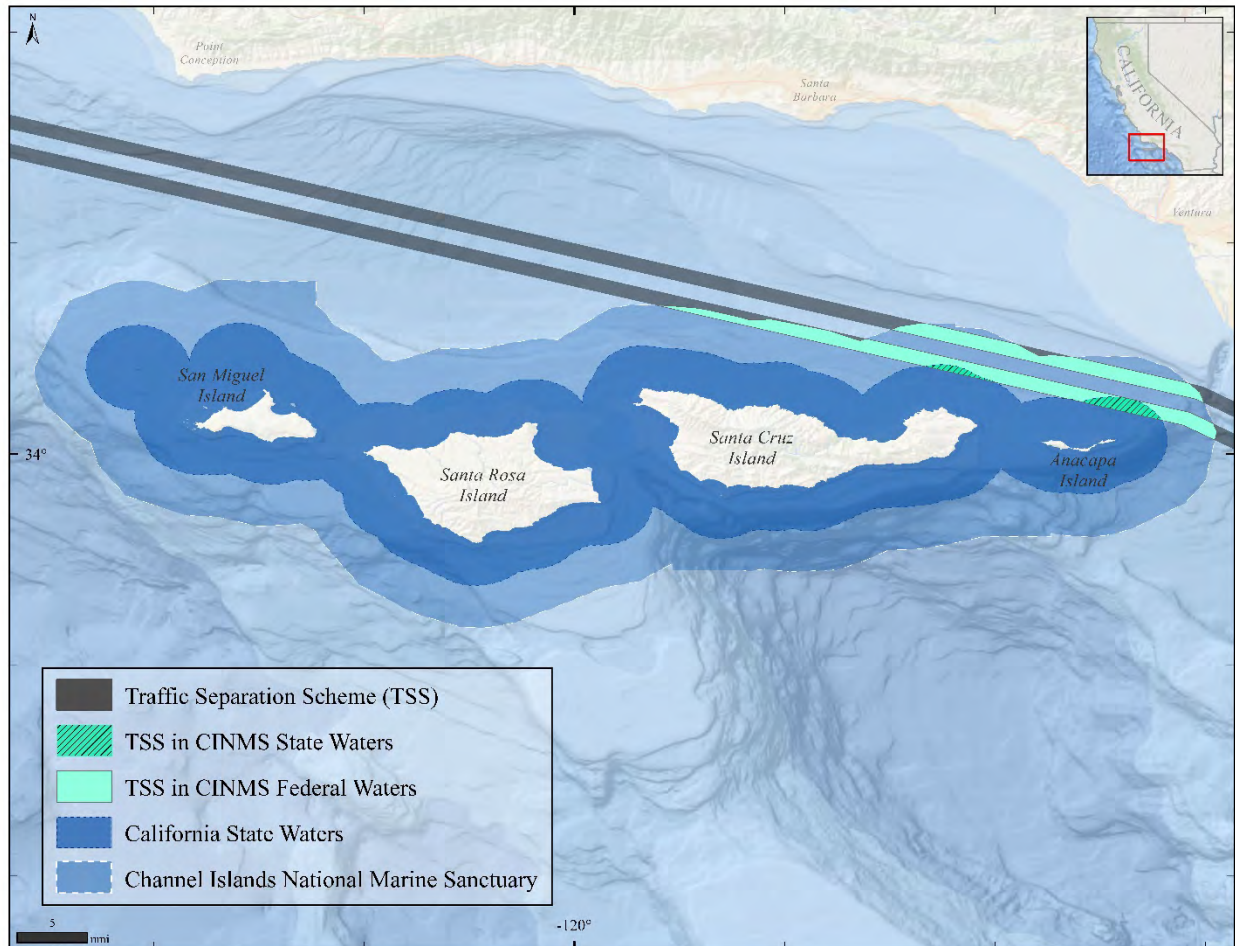 N
Point
Conception
Santa
Barbara
CALIFORNIA
Ventura
San Miguel
Island
Santa Rosa
Island
Santa Cruz
Island
Anacapa
Island
34°
Traffic Separation Scheme (TSS)
TSS in CINMS State Waters
TSS in CINMS Federal Waters
California State Waters
Channel Islands National Marine Sanctuary
5
nmi
-120°